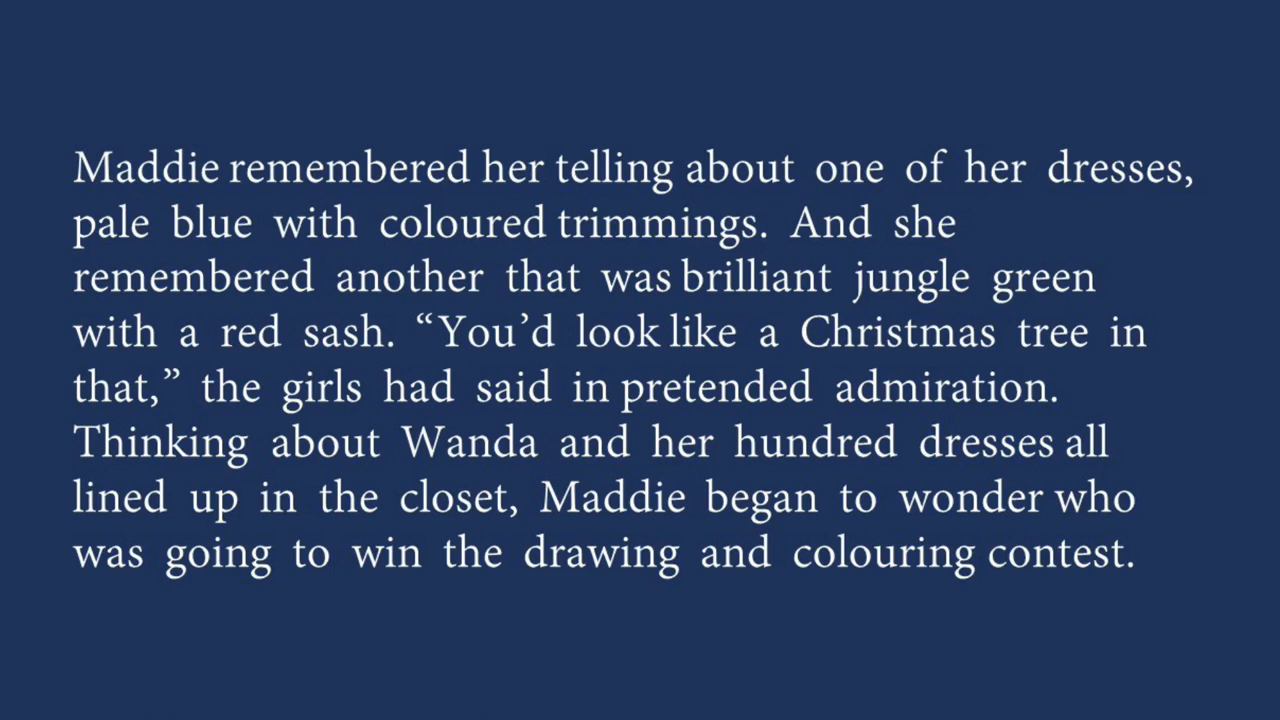 Maddie remembered her telling about one of her dresses,
pale blue with coloured trimmings. And she
remembered another that was brilliant jungle green
with a red sash. “You’d look like a Christmas tree in
that,” the girls had said in pretended admiration.
Thinking about Wanda and her hundred dresses all
lined up in the closet, Maddie began to wonder who
was going to win the drawing and colouring contest.